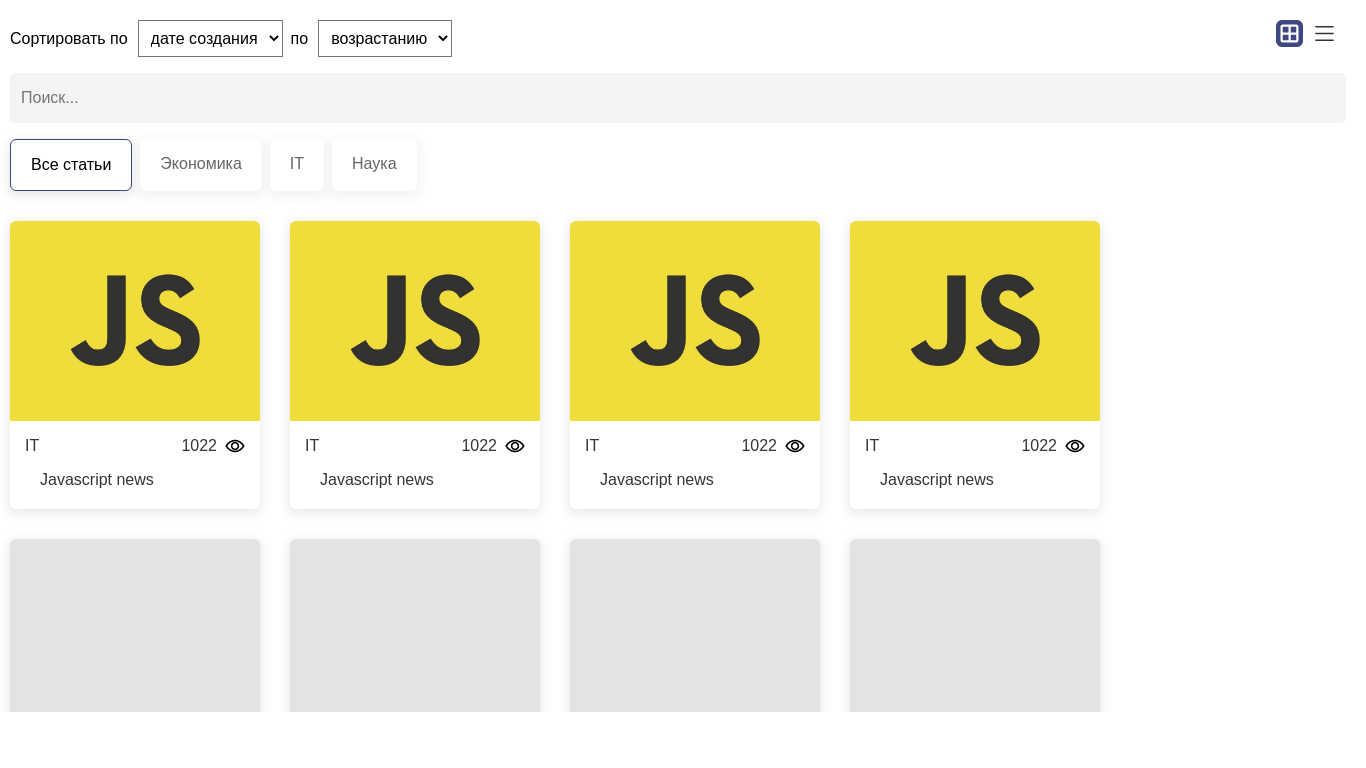 Сортировать по дате создания по возрастанию
Поиск...
Все статьи Экономика IT Наука
JS JS JS JS
IT 1022 IT 1022 IT 1022 IT 1022
Javascript news Javascript news Javascript news Javascript news